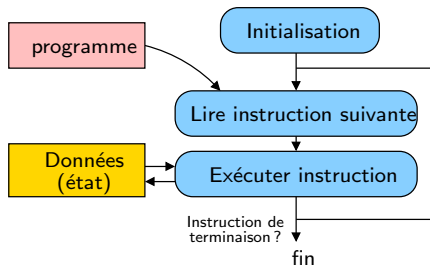 Initialisation
programme
Lire instruction suivante
Données
(état)
Exécuter instruction
Instruction de
terminaison ?
fin